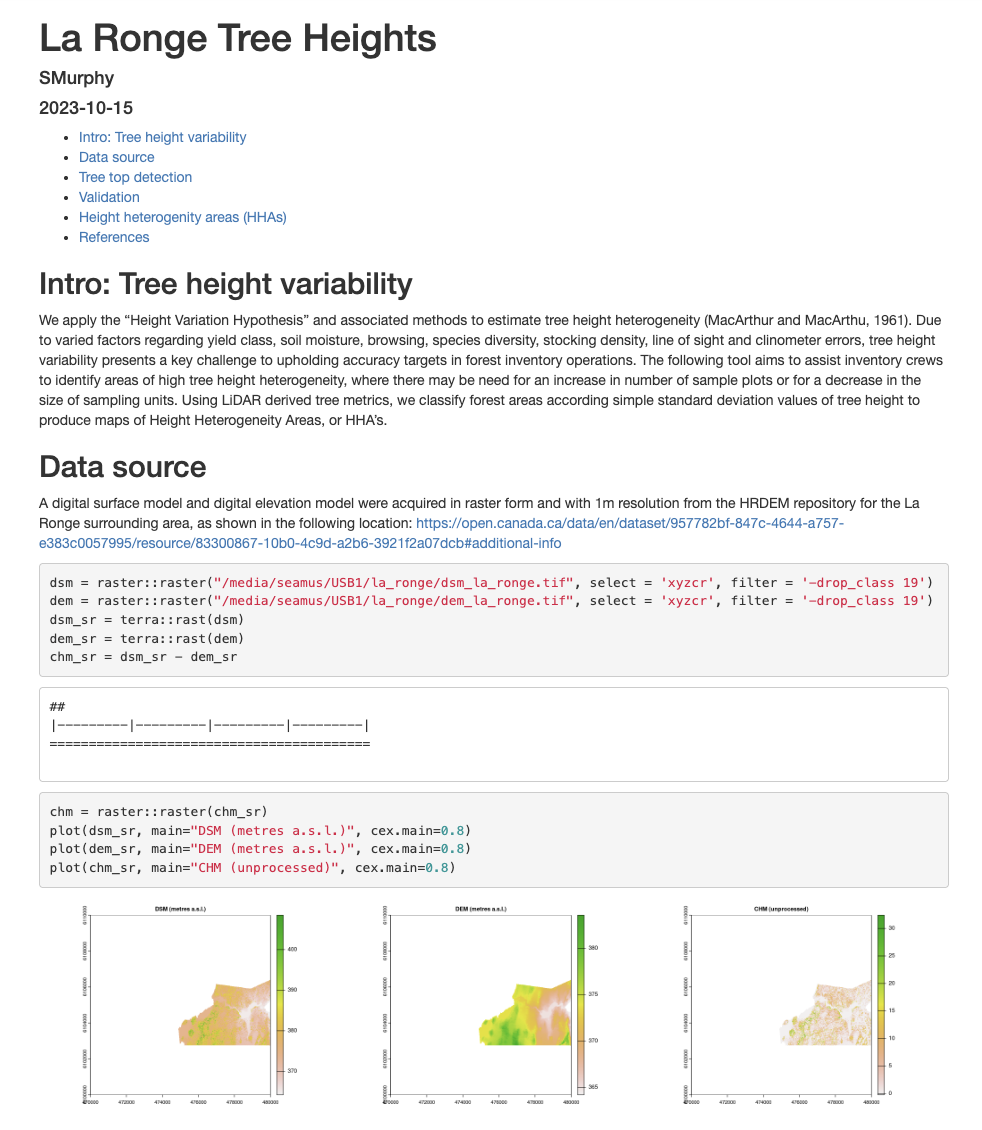 La Ronge Tree Heights
SMurphy
2023-10-15
Intro: Tree height variability
Data source
Tree top detection
Validation
Height heterogenity areas (HHAs)
References
Intro: Tree height variability
We apply the “Height Variation Hypothesis” and associated methods to estimate tree height heterogeneity (MacArthur and MacArthu, 1961). Due
to varied factors regarding yield class, soil moisture, browsing, species diversity, stocking density, line of sight and clinometer errors, tree height
variability presents a key challenge to upholding accuracy targets in forest inventory operations. The following tool aims to assist inventory crews
to identify areas of high tree height heterogeneity, where there may be need for an increase in number of sample plots or for a decrease in the
size of sampling units. Using LiDAR derived tree metrics, we classify forest areas according simple standard deviation values of tree height to
produce maps of Height Heterogeneity Areas, or HHA’s.
Data source
A digital surface model and digital elevation model were acquired in raster form and with 1m resolution from the HRDEM repository for the La
Ronge surrounding area, as shown in the following location: https://open.canada.ca/data/en/dataset/957782bf-847c-4644-a757-
e383c0057995/resource/83300867-10b0-4c9d-a2b6-3921f2a07dcb#additional-info
dsm = raster::raster("/media/seamus/USB1/la_ronge/dsm_la_ronge.tif", select = 'xyzcr', filter = '-drop_class 19')
dem = raster::raster("/media/seamus/USB1/la_ronge/dem_la_ronge.tif", select = 'xyzcr', filter = '-drop_class 19')
dsm_sr = terra::rast(dsm)
dem_sr = terra::rast(dem)
chm_sr = dsm_sr - dem_sr
##
|---------|---------|---------|---------|
=========================================
chm = raster::raster(chm_sr)
plot(dsm_sr, main="DSM (metres a.s.l.)", cex.main=0.8)
plot(dem_sr, main="DEM (metres a.s.l.)", cex.main=0.8)
plot(chm_sr, main="CHM (unprocessed)", cex.main=0.8)
DSM (metres a.s.l.)
6110000
6108000
6106000
6104000
6102000
472000
474000
476000
478000
480000
400
390
380
370
DEM (metres a.s.l.)
6110000
6108000
6106000
6104000
6102000
472000
474000
476000
478000
480000
380
375
370
365
CHM (unprocessed)
6110000
6108000
6106000
6104000
6102000
472000
474000
476000
478000
480000
30
25
20
15
10
5
0